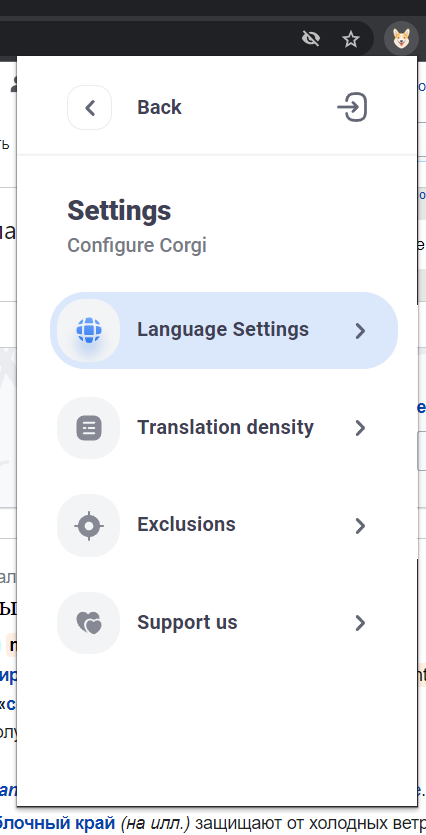 Back
Settings
Configure Corgi
Language Settings
Translation density
Exclusions
Support us
блочный край (на илл.) защищают от холодных ветр